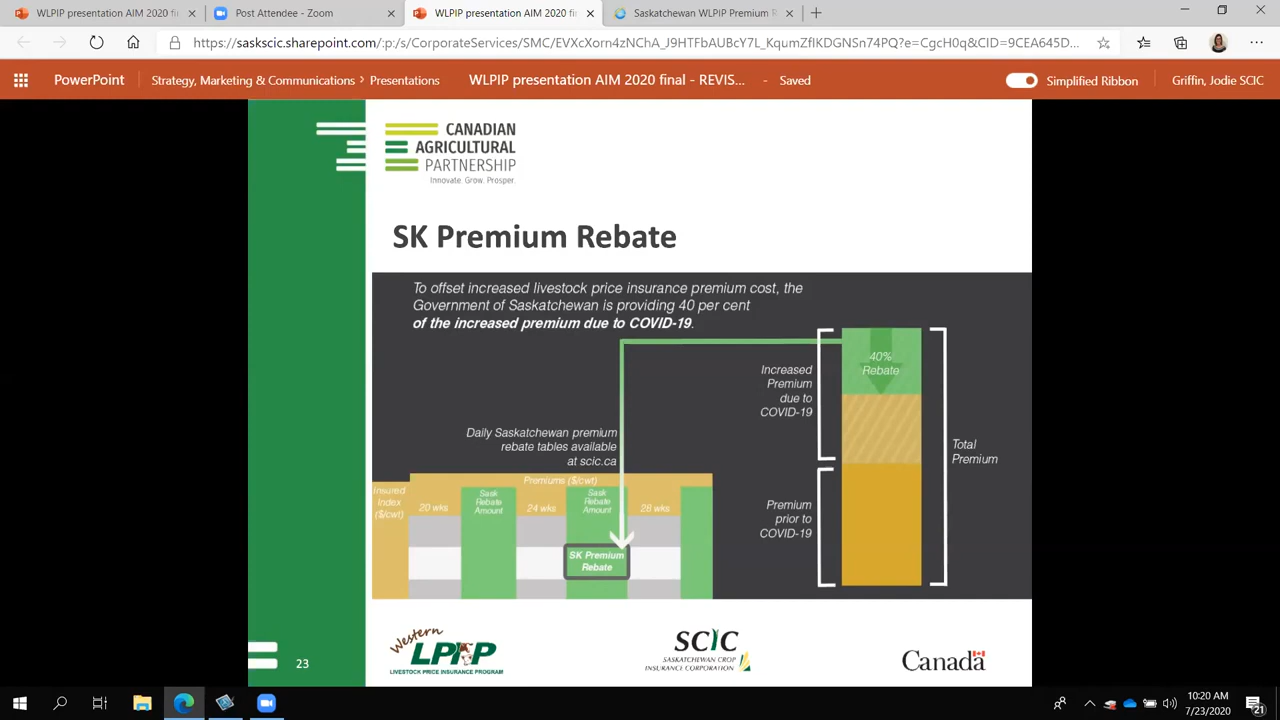 WLPIP presentation AIM 2020 fi
Post Attendee - Zoom
WLPIP presentation AIM 2020 fi
Saskatchewan WLPIP Premium R
https://saskscic.sharepoint.com/:p:/s/CorporateServices/SMC/
PowerPoint
Strategy, Marketing & Communications > Presentations
WLPIP presentation AIM 2020 final - REVIS... - Saved
Simplified Ribbon
Griffin, Jodie SCIC
CANADIAN
AGRICULTURAL
PARTNERSHIP
Innovate. Grow. Prosper.
SK Premium Rebate
To offset increased livestock price insurance premium cost, the
Government of Saskatchewan is providing 40 per cent
of the increased premium due to COVID-19.
40%
Rebate
Increased
Premium
due to
COVID-19
Total
Premium
Premium
prior to
COVID-19
Daily Saskatchewan premium
rebate tables available
at scic.ca
Premiums ($/cwt)
Insured
Index
($/cwt)
20 wks
Sask
Rebate
Amount
24 wks
Sask
Rebate
Amount
28 wks
SK Premium
Rebate
23
Western
LPIP
LIVESTOCK PRICE INSURANCE PROGRAM
SCIC
SASKATCHEWAN CROP
INSURANCE CORPORATION
Canada
10:20 AM
7/23/2020
21